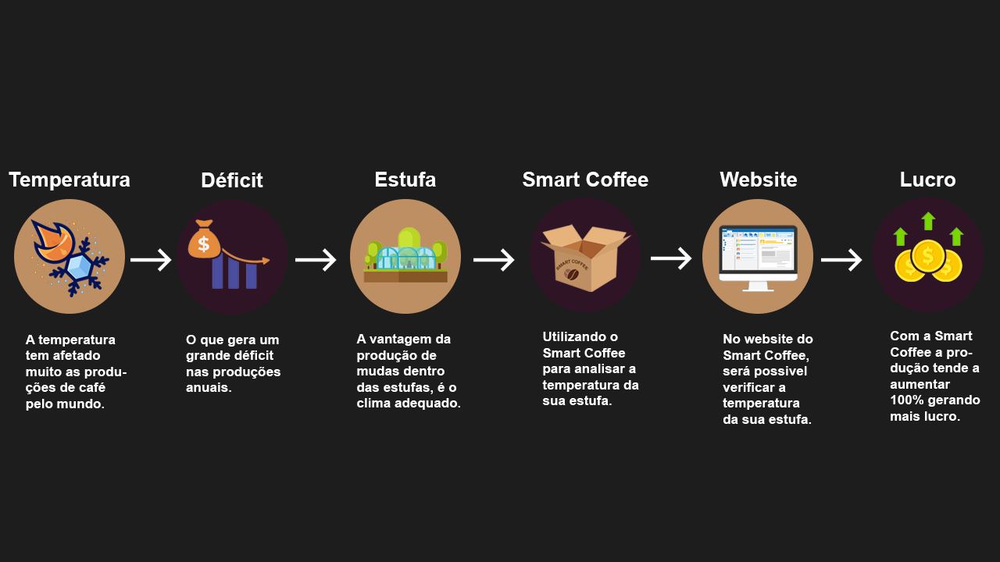 Temperatura
A temperatura
tem afetado
muito as produ-
ções de café
pelo mundo.
Déficit
$
O que gera um
grande déficit
nas produções
anuais.
Estufa
A vantagem da
produção de
mudas dentro
das estufas, é o
clima adequado.
Smart Coffee
SMART COFFEE
Utilizando o
Smart Coffee
para analisar a
temperatura da
sua estufa.
Website
No website do
Smart Coffee,
será possivel
verificar a
temperatura
da sua estufa.
Lucro
$ $ $
Com a Smart
Coffee a pro-
dução tende a
aumentar
100% gerando
mais lucro.